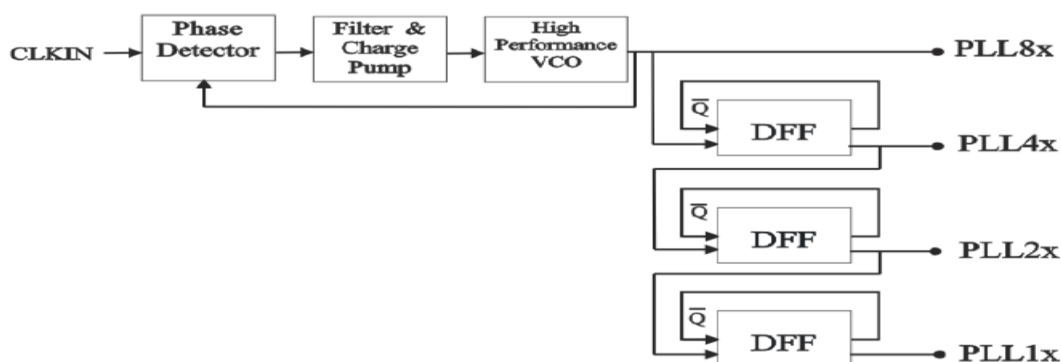 CLKIN
Phase
Detector
Filter &
Charge
Pump
High
Performance
VCO
PLL8x
Q̅
DFF
PLL4x
Q̅
DFF
PLL2x
Q̅
DFF
PLL1x